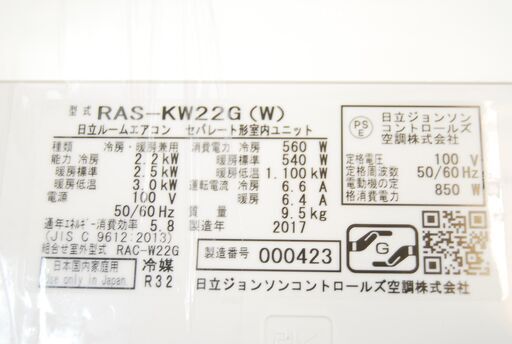 型式 RAS-KW22G(W)
日立ルームエアコン セパレート形室内ユニット
種類 冷房・暖房兼用
能力 冷房 2.2kW
暖房標準 2.5kW
暖房低温 3.0kW
電源 100 V
50/60Hz
通年エネルギー消費効率 5.8
(JIS C 9612:2013)
組合せ室外型式 RAC-W22G
日本国内家庭用
Use only in Japan
冷媒
R32
消費電力 冷房 560 W
暖房標準 540 W
暖房低温 1.100kW
運転電流 冷房 6.6 A
暖房標準 6.4 A
質量 9.5kg
製造年 2017
製造番号 000423
PS
E
日立ジョンソン
コントロールズ
空調株式会社
定格電圧 100 V
定格周波数 50/60Hz
電動機の定
格消費電力 850 W
G
日立ジョンソンコントロールズ空調株式会社